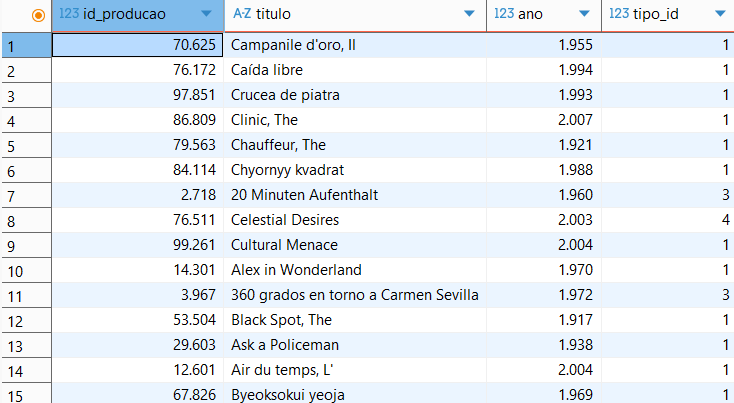 123 id_producao A-Z titulo 123 ano 123 tipo_id
1 70.625 Campanile d'oro, Il 1.955 1
2 76.172 Caída libre 1.994 1
3 97.851 Crucea de piatra 1.993 1
4 86.809 Clinic, The 2.007 1
5 79.563 Chauffeur, The 1.921 1
6 84.114 Chyornyy kvadrat 1.988 1
7 2.718 20 Minuten Aufenthalt 1.960 3
8 76.511 Celestial Desires 2.003 4
9 99.261 Cultural Menace 2.004 1
10 14.301 Alex in Wonderland 1.970 1
11 3.967 360 grados en torno a Carmen Sevilla 1.972 3
12 53.504 Black Spot, The 1.917 1
13 29.603 Ask a Policeman 1.938 1
14 12.601 Air du temps, L' 2.004 1
15 67.826 Byeoksokui yeoja 1.969 1